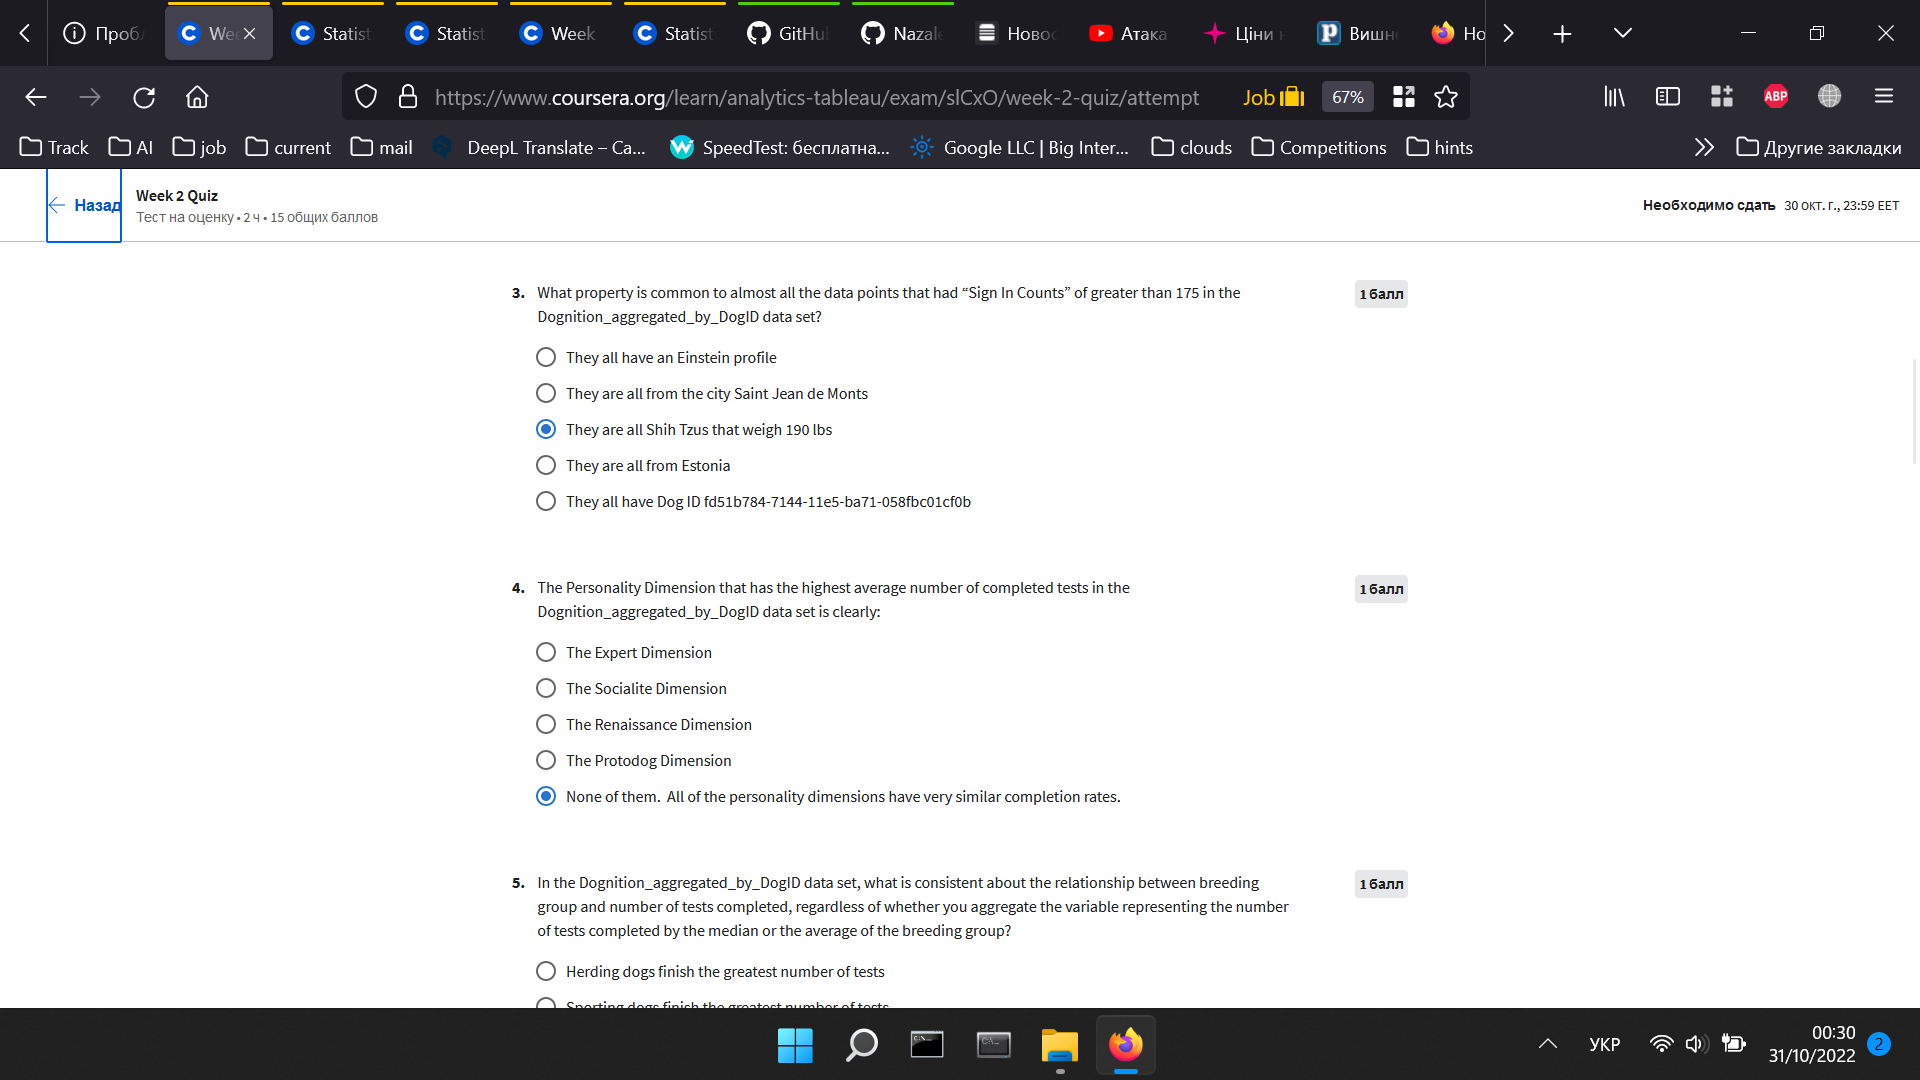 Проб
We
Statist
Statist
Week
Statist
GitHu
Nazal
Ново
Атака
Ціни
Вишн
Но
https://www.coursera.org/learn/analytics-tableau/exam/slCxO/week-2-quiz/attempt
Job
67%
ABP
Track
AI
job
current
mail
DeepL Translate – Ca...
SpeedTest: бесплатна...
Google LLC | Big Inter...
clouds
Competitions
hints
Другие закладки
Назад
Week 2 Quiz
Тест на оценку • 2 ч • 15 общих баллов
Необходимо сдать 30 окт. г., 23:59 EET
3. What property is common to almost all the data points that had “Sign In Counts” of greater than 175 in the
Dognition_aggregated_by_DogID data set?
1 балл
They all have an Einstein profile
They are all from the city Saint Jean de Monts
They are all Shih Tzus that weigh 190 lbs
They are all from Estonia
They all have Dog ID fd51b784-7144-11e5-ba71-058fbc01cf0b
4. The Personality Dimension that has the highest average number of completed tests in the
Dognition_aggregated_by_DogID data set is clearly:
1 балл
The Expert Dimension
The Socialite Dimension
The Renaissance Dimension
The Protodog Dimension
None of them. All of the personality dimensions have very similar completion rates.
5. In the Dognition_aggregated_by_DogID data set, what is consistent about the relationship between breeding
group and number of tests completed, regardless of whether you aggregate the variable representing the number
of tests completed by the median or the average of the breeding group?
1 балл
Herding dogs finish the greatest number of tests
Sporting dogs finish the greatest number of tests
УКР
00:30
31/10/2022
2